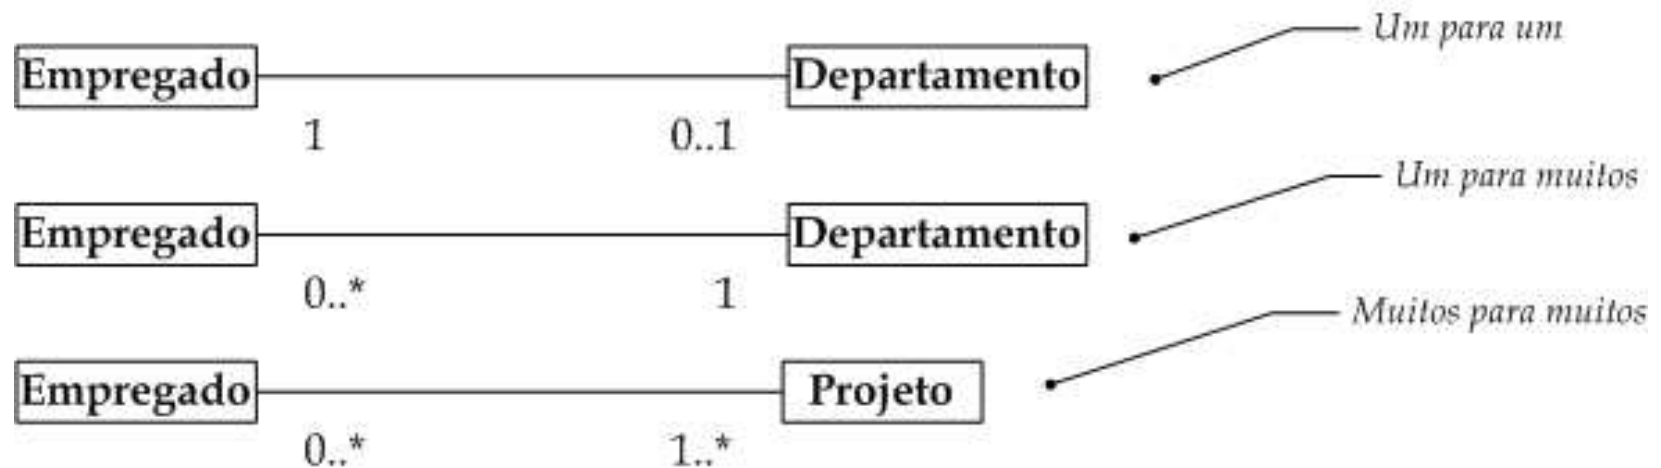 Um para um
Empregado Departamento
1 0..1
Um para muitos
Empregado Departamento
0..* 1
Muitos para muitos
Empregado Projeto
0..* 1..*